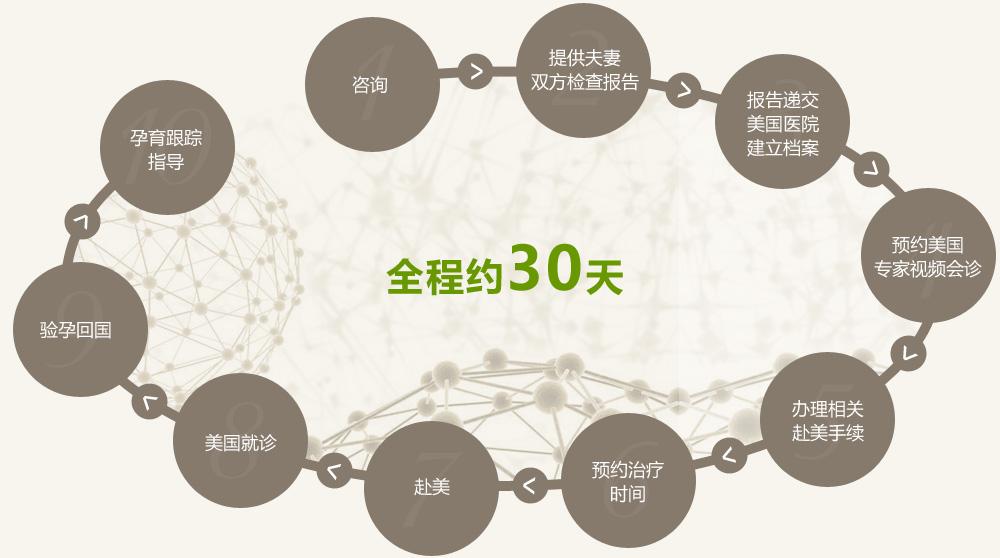 1
咨询
2
提供夫妻
双方检查报告
3
报告递交
美国医院
建立档案
4
预约美国
专家视频会诊
5
办理相关
赴美手续
6
预约治疗
时间
7
赴美
8
美国就诊
9
验孕回国
10
孕育跟踪
指导
全程约30天